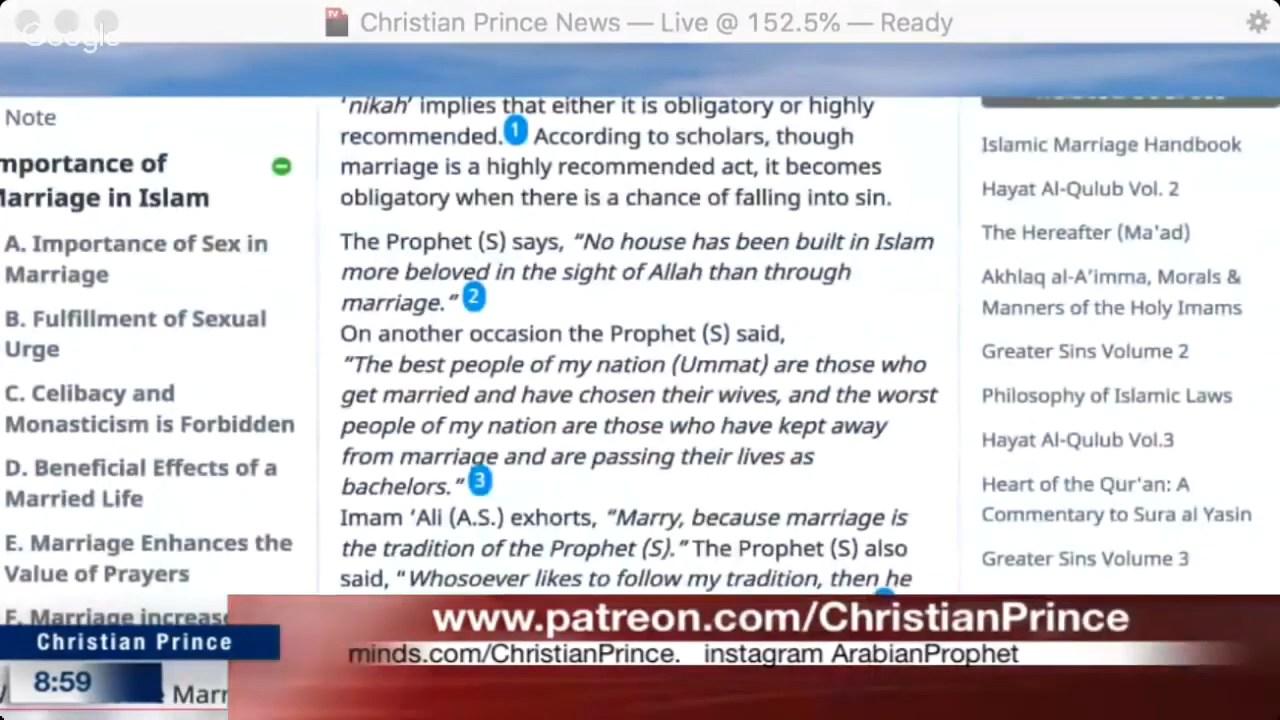 Google
Christian Prince News — Live @ 152.5% — Ready
Note
mportance of
arriage in Islam
A. Importance of Sex in
Marriage
B. Fulfillment of Sexual
Urge
C. Celibacy and
Monasticism is Forbidden
D. Beneficial Effects of a
Married Life
E. Marriage Enhances the
Value of Prayers
F. Marriage increas
Marr
‘nikah’ implies that either it is obligatory or highly
recommended. 1 According to scholars, though
marriage is a highly recommended act, it becomes
obligatory when there is a chance of falling into sin.
The Prophet (S) says, “No house has been built in Islam
more beloved in the sight of Allah than through
marriage.” 2
On another occasion the Prophet (S) said,
“The best people of my nation (Ummat) are those who
get married and have chosen their wives, and the worst
people of my nation are those who have kept away
from marriage and are passing their lives as
bachelors.” 3
Imam ‘Ali (A.S.) exhorts, “Marry, because marriage is
the tradition of the Prophet (S).” The Prophet (S) also
said, “Whosoever likes to follow my tradition, then he
Islamic Marriage Handbook
Hayat Al-Qulub Vol. 2
The Hereafter (Ma'ad)
Akhlaq al-A’imma, Morals &
Manners of the Holy Imams
Greater Sins Volume 2
Philosophy of Islamic Laws
Hayat Al-Qulub Vol.3
Heart of the Qur'an: A
Commentary to Sura al Yasin
Greater Sins Volume 3
Christian Prince
8:59
www.patreon.com/ChristianPrince
minds.com/ChristianPrince. instagram ArabianProphet